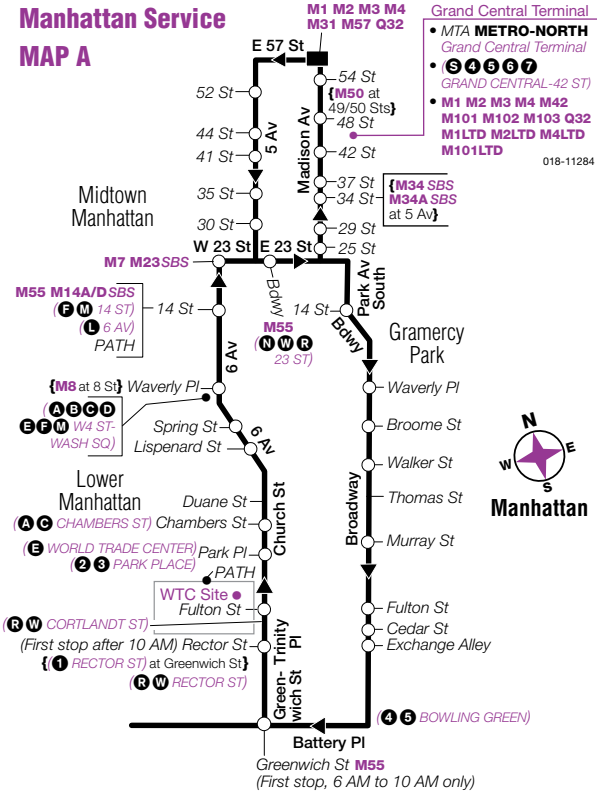 Manhattan Service
MAP A
M1 M2 M3 M4
M31 M57 Q32
Grand Central Terminal
• MTA METRO-NORTH
Grand Central Terminal
• (S 4 5 6 7
GRAND CENTRAL-42 ST)
• M1 M2 M3 M4 M42
M101 M102 M103 Q32
M1LTD M2LTD M4LTD
M101LTD
018-11284
E 57 St
54 St
{M50 at
49/50 Sts}
48 St
42 St
37 St
34 St
{M34 SBS
M34A SBS
at 5 Av}
29 St
25 St
Madison Av
52 St
44 St
41 St
35 St
30 St
5 Av
Midtown
Manhattan
W 23 St
E 23 St
M7 M23SBS
Bdwy
M55
(N W R
23 ST)
Park Av
South
14 St
Bdwy
Gramercy
Park
M55 M14A/DSBS
(F M 14 ST)
(L 6 AV)
PATH
14 St
6 Av
{M8 at 8 St} Waverly Pl
(A B C D
E F M W4 ST-
WASH SQ)
Spring St
Lispenard St
6 Av
Waverly Pl
Broome St
Walker St
Thomas St
Murray St
Broadway
N
E
S
W
Manhattan
Lower
Manhattan
Duane St
(A C CHAMBERS ST) Chambers St
(E WORLD TRADE CENTER) Park Pl
(2 3 PARK PLACE)
Church St
PATH
WTC Site
Fulton St
(R W CORTLANDT ST)
(First stop after 10 AM) Rector St
{(1 RECTOR ST) at Greenwich St}
(R W RECTOR ST)
Trinity
Pl
Green-
wich St
Fulton St
Cedar St
Exchange Alley
(4 5 BOWLING GREEN)
Battery Pl
Greenwich St M55
(First stop, 6 AM to 10 AM only)